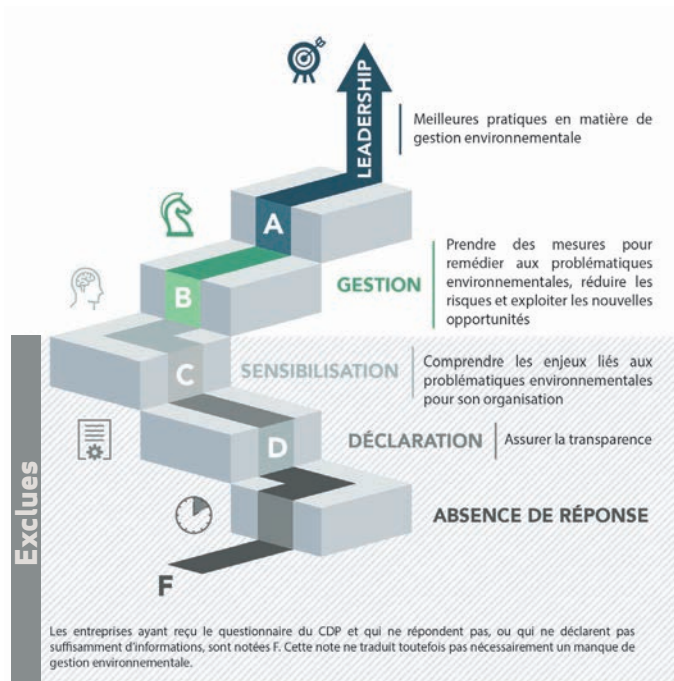 LEADERSHIP
Meilleures pratiques en matière de
gestion environnementale
A
Prendre des mesures pour
remédier aux problématiques
environnementales, réduire les
risques et exploiter les nouvelles
opportunités
GESTION
B
SENSIBILISATION
Comprendre les enjeux liés aux
problématiques environnementales
pour son organisation
C
DÉCLARATION
Assurer la transparence
D
Exclues
ABSENCE DE RÉPONSE
F
Les entreprises ayant reçu le questionnaire du CDP et qui ne répondent pas, ou qui ne déclarent pas
suffisamment d'informations, sont notées F. Cette note ne traduit toutefois pas nécessairement un manque de
gestion environnementale.